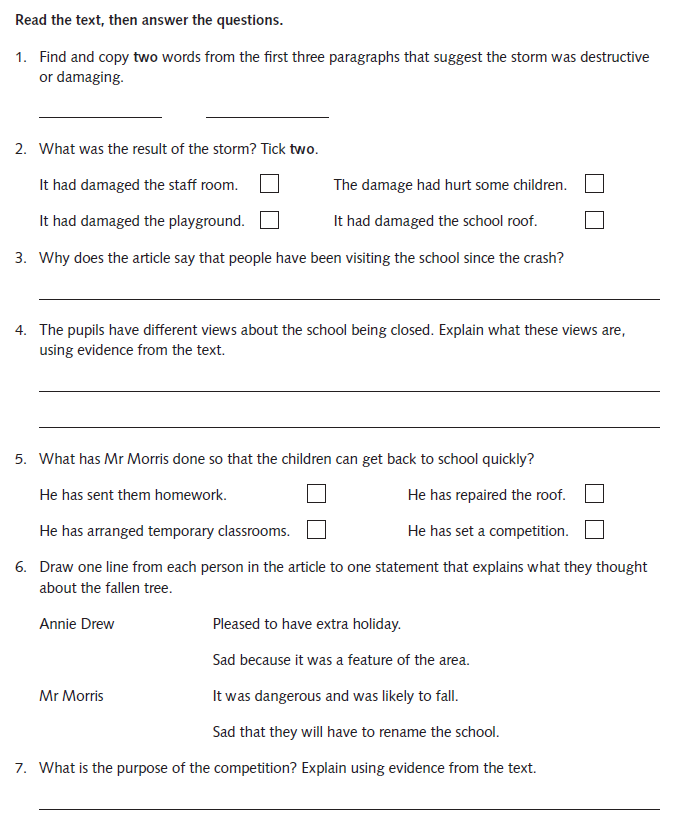 Read the text, then answer the questions.
1. Find and copy two words from the first three paragraphs that suggest the storm was destructive
or damaging.
2. What was the result of the storm? Tick two.
It had damaged the staff room. The damage had hurt some children.
It had damaged the playground. It had damaged the school roof.
3. Why does the article say that people have been visiting the school since the crash?
4. The pupils have different views about the school being closed. Explain what these views are,
using evidence from the text.
5. What has Mr Morris done so that the children can get back to school quickly?
He has sent them homework. He has repaired the roof.
He has arranged temporary classrooms. He has set a competition.
6. Draw one line from each person in the article to one statement that explains what they thought
about the fallen tree.
Annie Drew Pleased to have extra holiday.
Sad because it was a feature of the area.
Mr Morris It was dangerous and was likely to fall.
Sad that they will have to rename the school.
7. What is the purpose of the competition? Explain using evidence from the text.